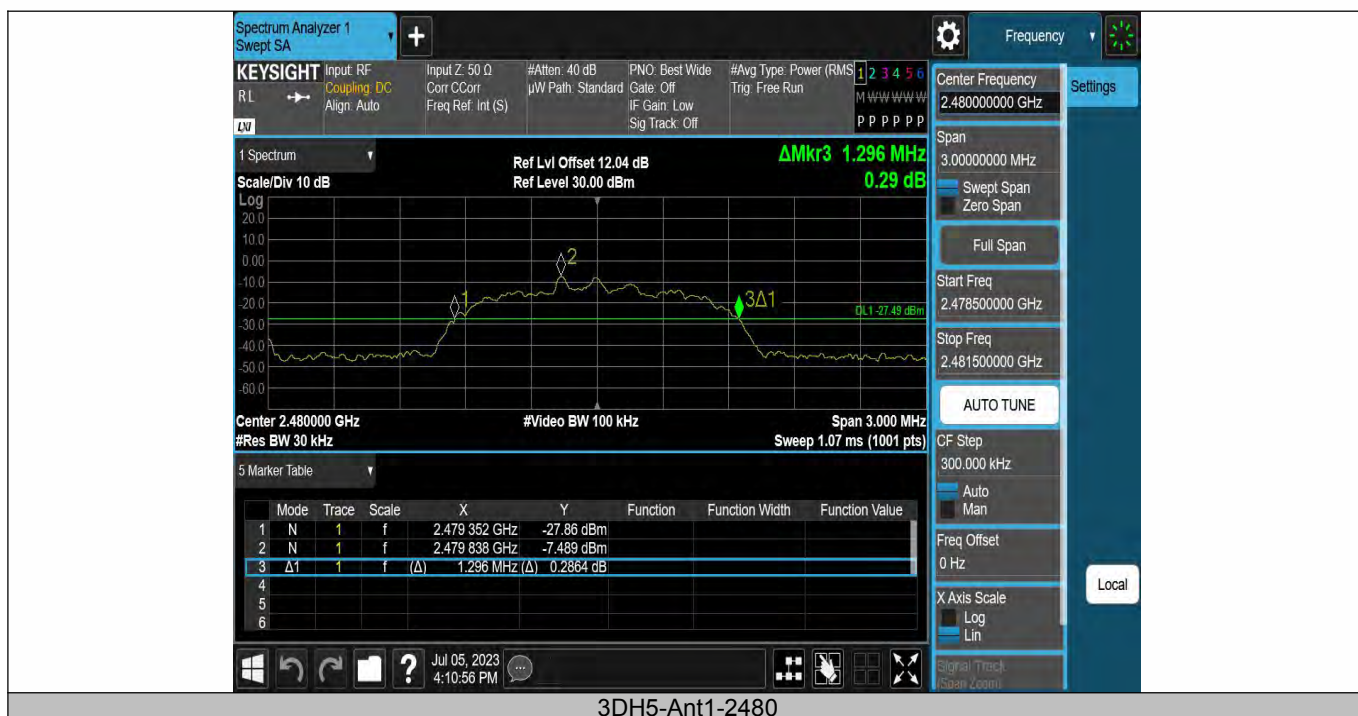 Spectrum Analyzer 1
Swept SA
+
Frequency
KEYSIGHT
RL
LXI
Input: RF
Coupling: DC
Align: Auto
Input Z: 50 Ω
Corr CCorr
Freq Ref: Int (S)
#Atten: 40 dB
µW Path: Standard
PNO: Best Wide
Gate: Off
IF Gain: Low
Sig Track: Off
#Avg Type: Power (RMS
Trig: Free Run
1 2 3 4 5 6
M W W W W W
P P P P P P
Center Frequency
2.480000000 GHz
Settings
Span
3.00000000 MHz
Swept Span
Zero Span
Full Span
Start Freq
2.478500000 GHz
Stop Freq
2.481500000 GHz
AUTO TUNE
CF Step
300.000 kHz
Auto
Man
Freq Offset
0 Hz
X Axis Scale
Log
Lin
Signal Track
(Span Zoom)
Local
1 Spectrum
Scale/Div 10 dB
Ref Lvl Offset 12.04 dB
Ref Level 30.00 dBm
ΔMkr3 1.296 MHz
0.29 dB
Log
20.0
10.0
0.00
-10.0
-20.0
-30.0
-40.0
-50.0
-60.0
1
2
3Δ1
DL1 -27.49 dBm
Center 2.480000 GHz
#Video BW 100 kHz
Span 3.000 MHz
#Res BW 30 kHz
Sweep 1.07 ms (1001 pts)
5 Marker Table
Mode Trace Scale X Y Function Function Width Function Value
1 N 1 f 2.479 352 GHz -27.86 dBm
2 N 1 f 2.479 838 GHz -7.489 dBm
3 Δ1 1 f (Δ) 1.296 MHz (Δ) 0.2864 dB
4
5
6
?
Jul 05, 2023
4:10:56 PM
3DH5-Ant1-2480